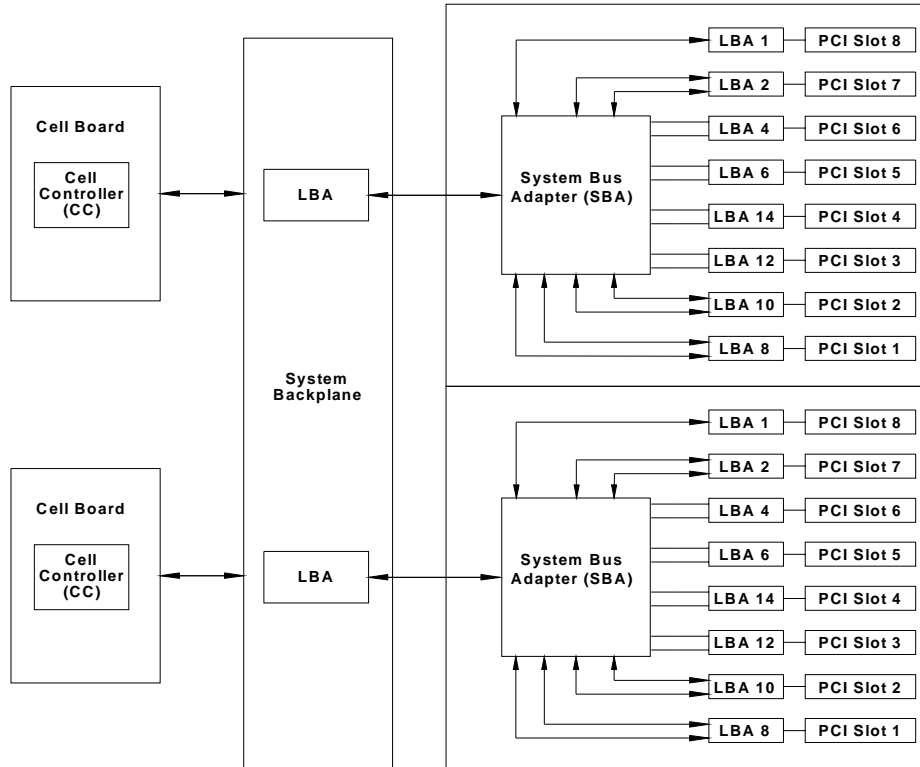 Cell Board
Cell
Controller
(CC)
LBA
System
Backplane
Cell Board
Cell
Controller
(CC)
LBA
System Bus
Adapter (SBA)
LBA 1 PCI Slot 8
LBA 2 PCI Slot 7
LBA 4 PCI Slot 6
LBA 6 PCI Slot 5
LBA 14 PCI Slot 4
LBA 12 PCI Slot 3
LBA 10 PCI Slot 2
LBA 8 PCI Slot 1
System Bus
Adapter (SBA)
LBA 1 PCI Slot 8
LBA 2 PCI Slot 7
LBA 4 PCI Slot 6
LBA 6 PCI Slot 5
LBA 14 PCI Slot 4
LBA 12 PCI Slot 3
LBA 10 PCI Slot 2
LBA 8 PCI Slot 1